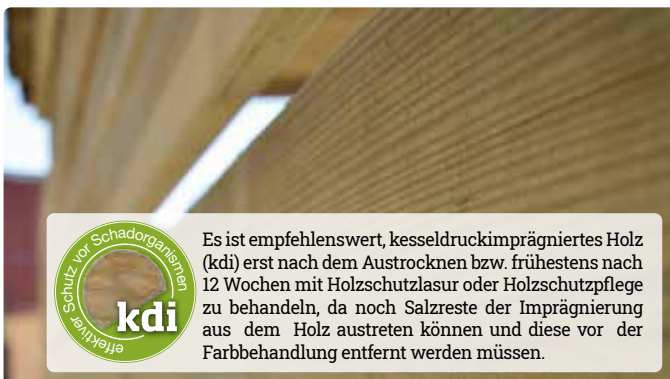 effektiver Schutz vor Schadorganismen
kdi
Es ist empfehlenswert, kesseldruckimprägniertes Holz
(kdi) erst nach dem Austrocknen bzw. frühestens nach
12 Wochen mit Holzschutzlasur oder Holzschutzpflege
zu behandeln, da noch Salzreste der Imprägnierung
aus dem Holz austreten können und diese vor der
Farbbehandlung entfernt werden müssen.